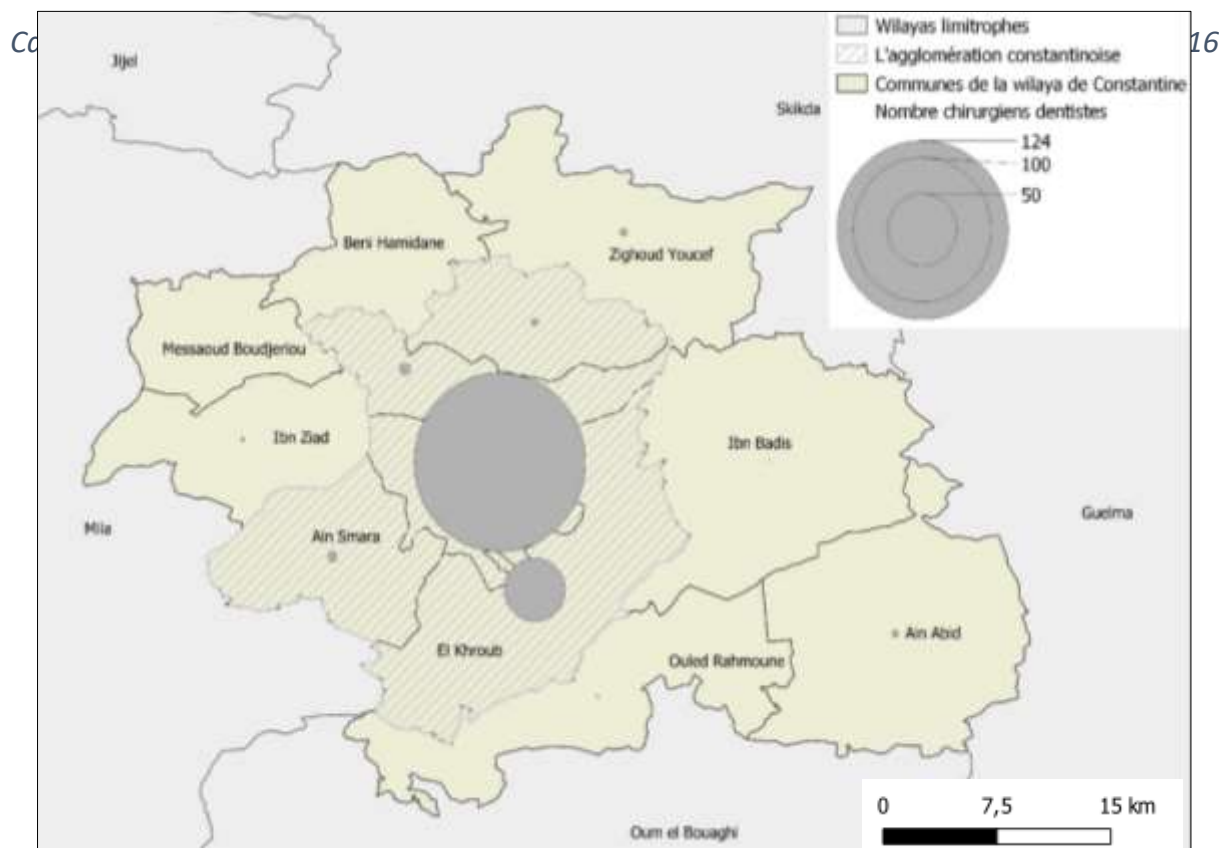 Wilayas limitrophes
16
L'agglomération constantinoise
Jijel
Communes de la wilaya de Constantine
Skikda
Nombre chirurgiens dentistes
124
100
50
Beni Hamidane
Zighoud Youcef
Messaoud Boudjeriou
Ibn Ziad
Ibn Badis
Mila
Guelma
Ain Smara
Ain Abid
El Khroub
Ouled Rahmoune
0 7,5 15 km
Oum el Bouaghi